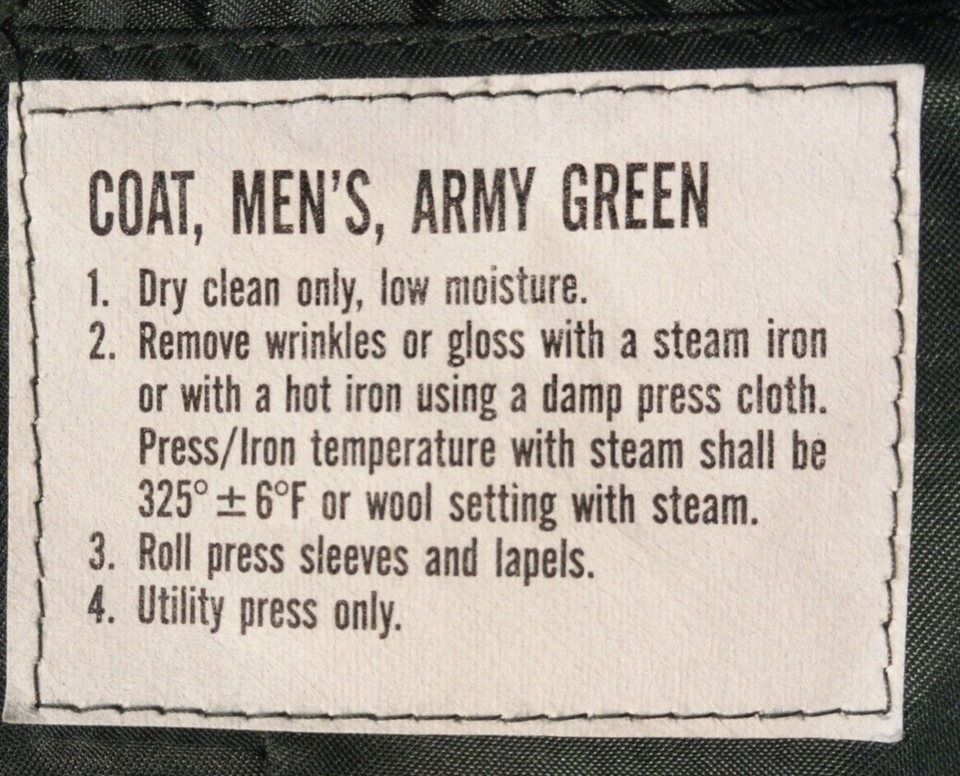 COAT, MEN'S, ARMY GREEN
1. Dry clean only, low moisture.
2. Remove wrinkles or gloss with a steam iron
or with a hot iron using a damp press cloth.
Press/Iron temperature with steam shall be
325° ± 6°F or wool setting with steam.
3. Roll press sleeves and lapels.
4. Utility press only.